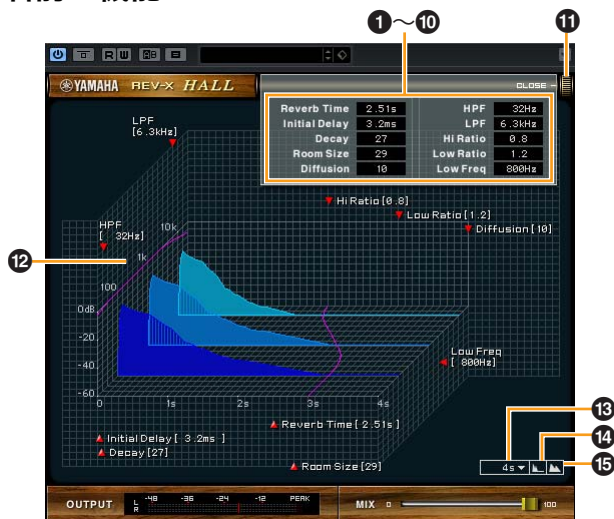 ❶～❿
⓫
YAMAHA REV-X HALL
CLOSE
Reverb Time 2.51s HPF 32Hz
Initial Delay 3.2ms LPF 6.3kHz
Decay 27 Hi Ratio 0.8
Room Size 29 Low Ratio 1.2
Diffusion 10 Low Freq 800Hz
LPF
[6.3kHz]
Hi Ratio[0.8]
Low Ratio[1.2]
Diffusion[10]
HPF
[ 32Hz]
10k
1k
100
⓬
0dB
-20
-40
-60
0 1s 2s 3s 4s
Low Freq
[ 800Hz]
Reverb Time[ 2.51s ]
Initial Delay[ 3.2ms ]
Decay[27]
Room Size[29]
⓭
4s
⓮
⓯
OUTPUT L R -48 -36 -24 -12 PEAK MIX 0 100